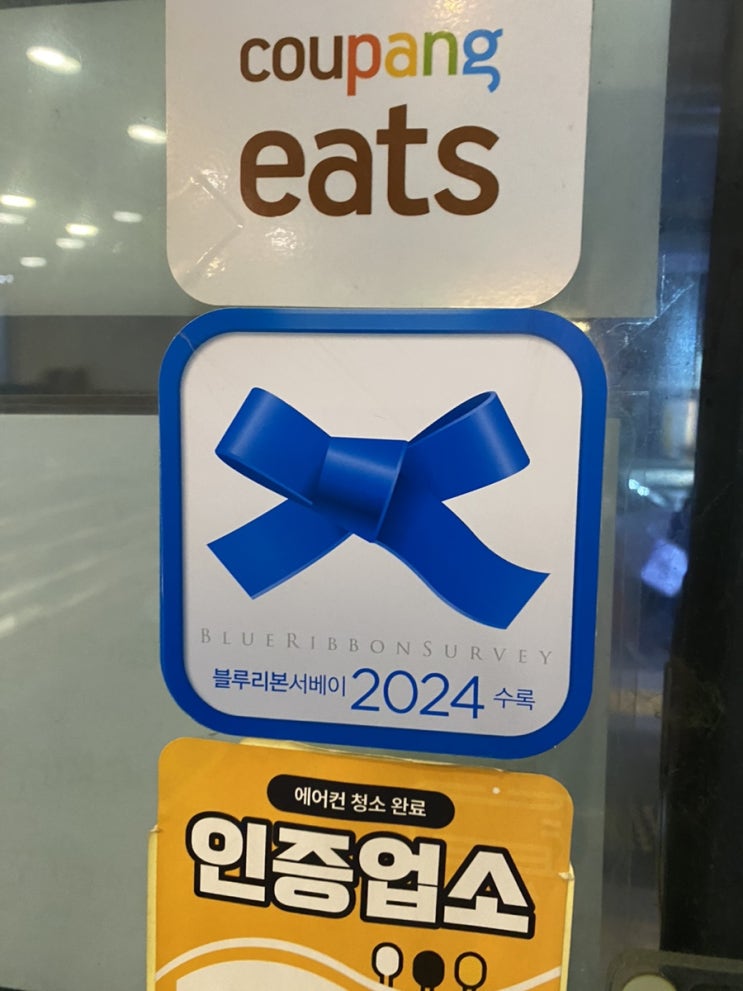 coupang
eats
BLUERIBBONSURVEY
블루리본서베이 2024 수록
에어컨 청소 완료
인증업소